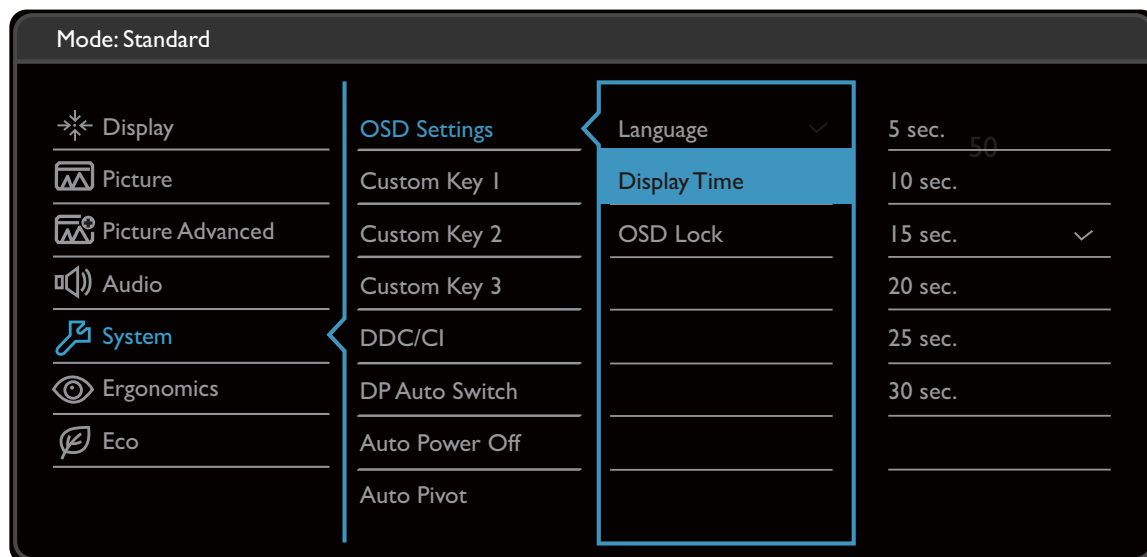 Mode: Standard
Display
Picture
Picture Advanced
Audio
System
Ergonomics
Eco
OSD Settings
Custom Key 1
Custom Key 2
Custom Key 3
DDC/CI
DP Auto Switch
Auto Power Off
Auto Pivot
Language
Display Time
OSD Lock
5 sec.
50
10 sec.
15 sec.
20 sec.
25 sec.
30 sec.